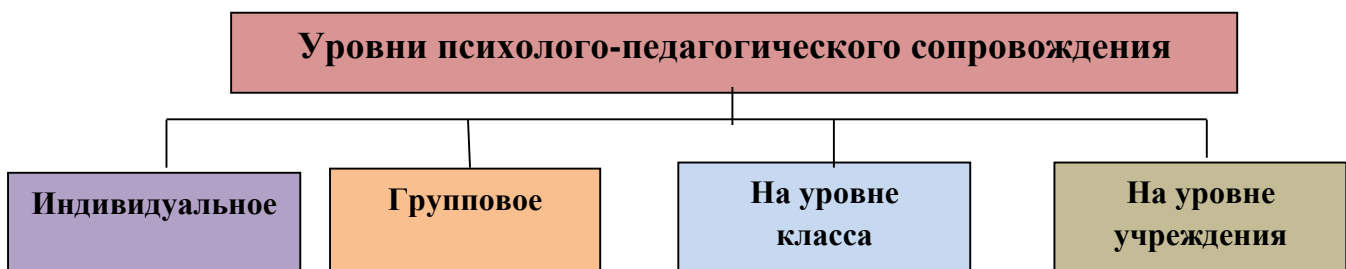 Уровни психолого-педагогического сопровождения
Индивидуальное
Групповое
На уровне
класса
На уровне
учреждения